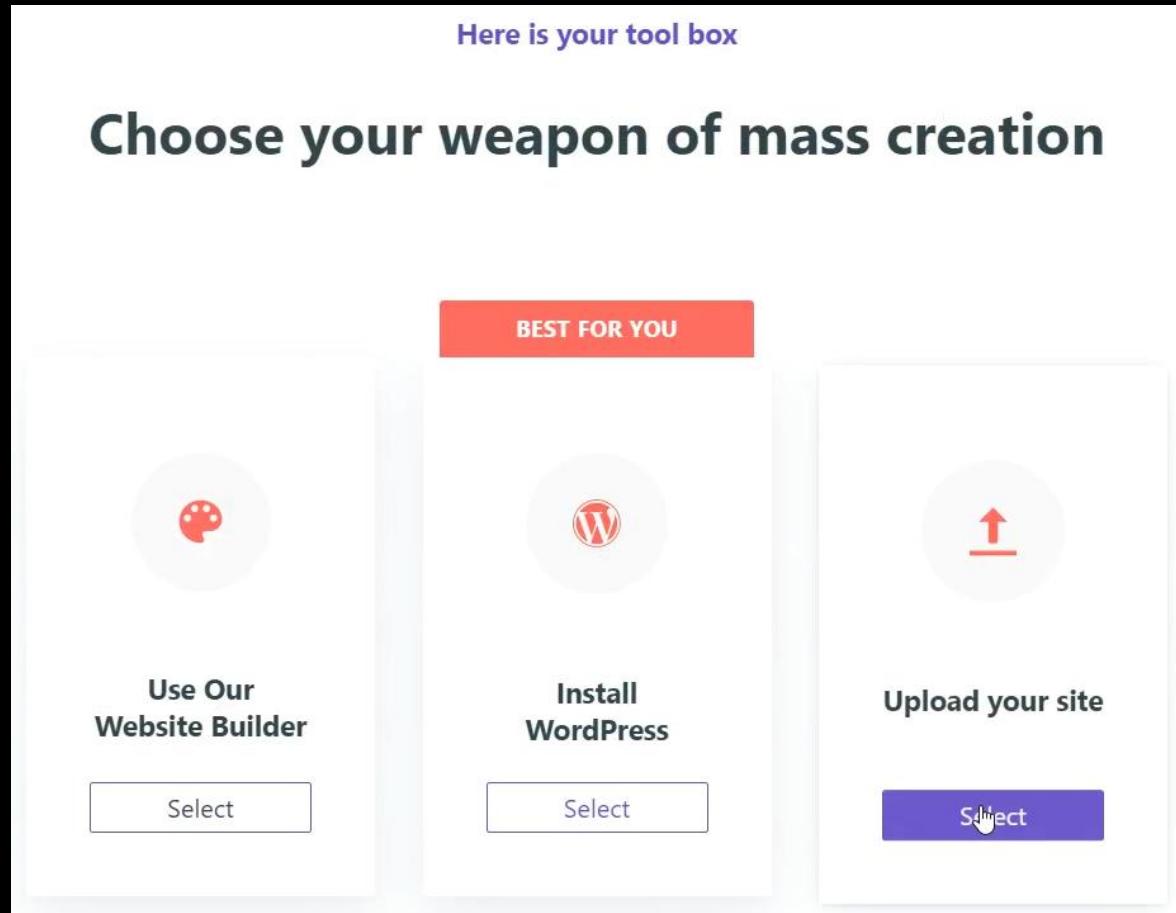 Here is your tool box
Choose your weapon of mass creation
BEST FOR YOU
Use Our
Website Builder
Select
Install
WordPress
Select
Upload your site
Select